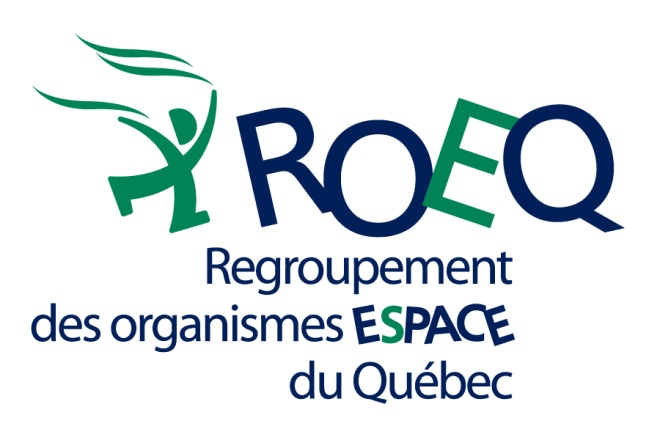 ROEQ
Regroupement
des organismes ESPACE
du Québec